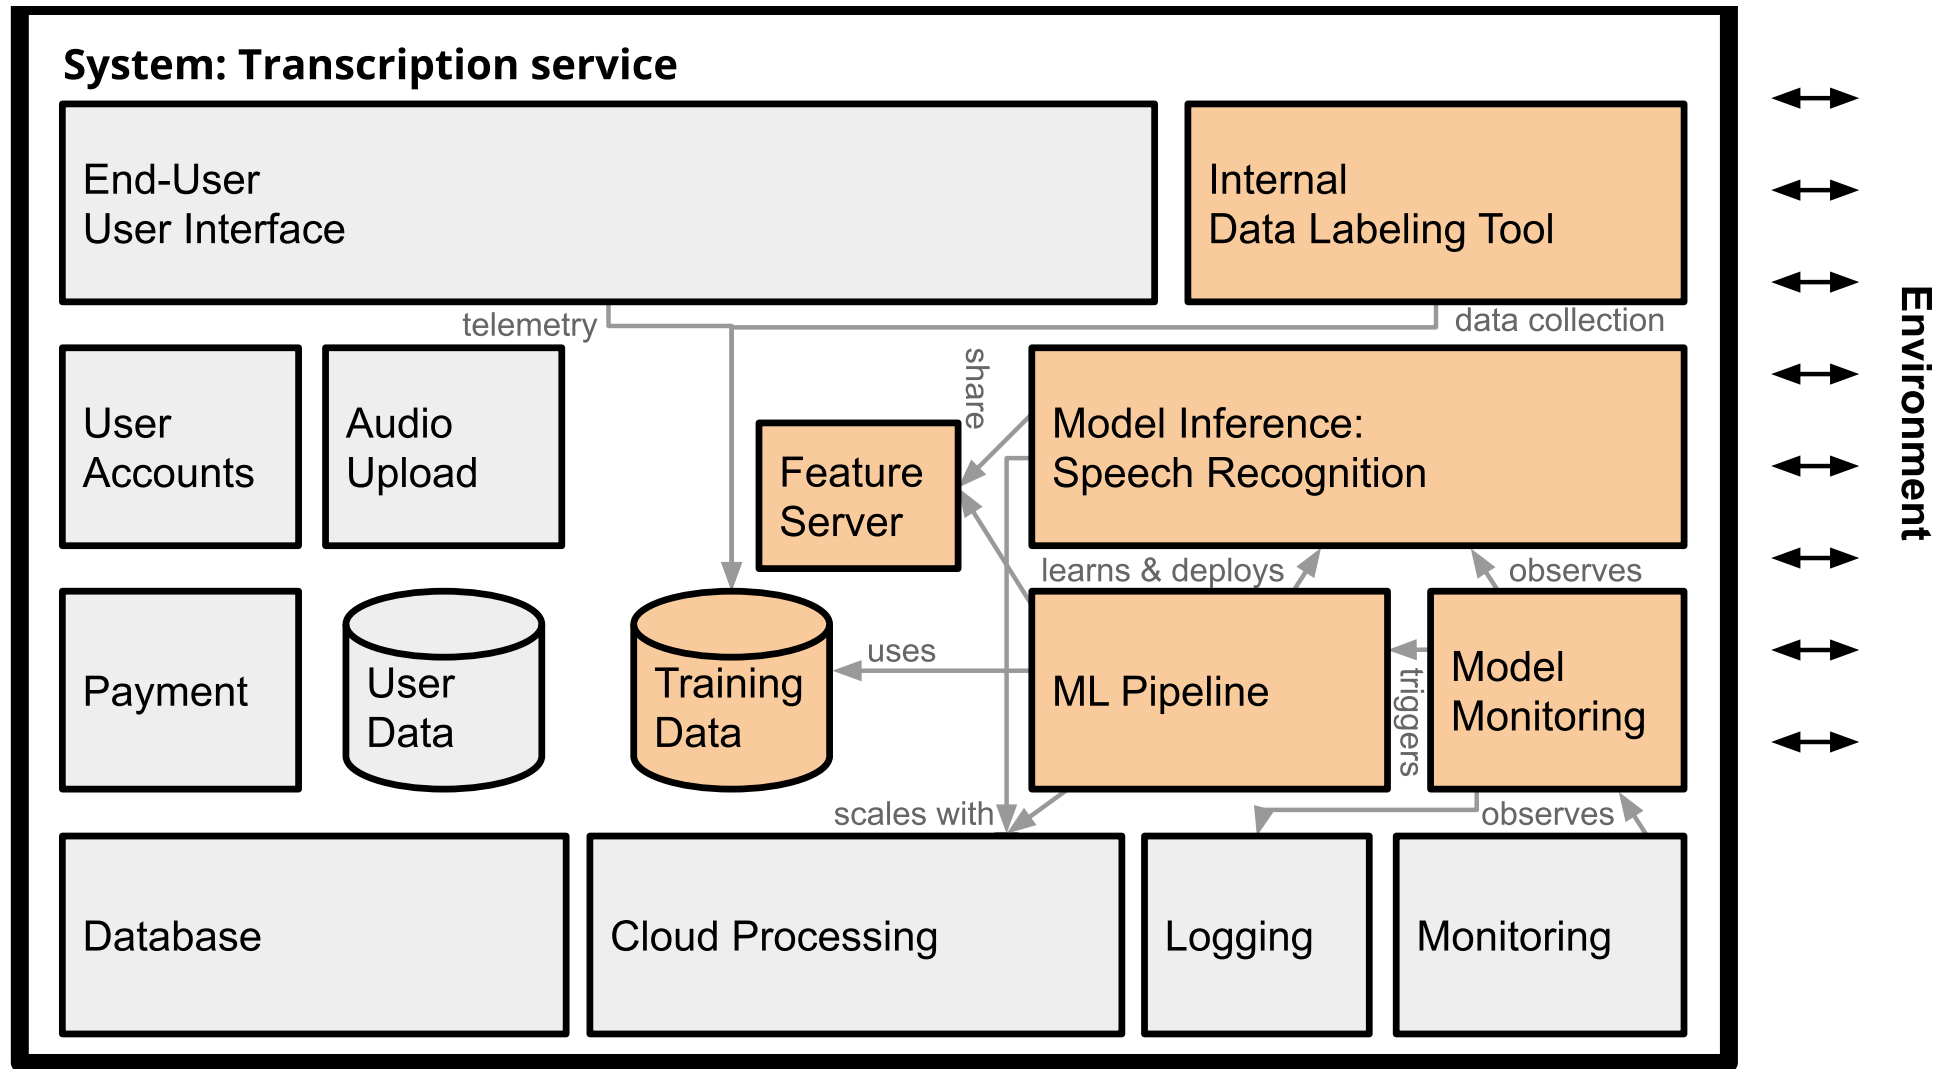 System: Transcription service
End-User
User Interface
Internal
Data Labeling Tool
telemetry
data collection
share
User
Accounts
Audio
Upload
Feature
Server
Model Inference:
Speech Recognition
learns & deploys
observes
Payment
User
Data
Training
Data
uses
ML Pipeline
triggers
Model
Monitoring
scales with
observes
Database
Cloud Processing
Logging
Monitoring
Environment